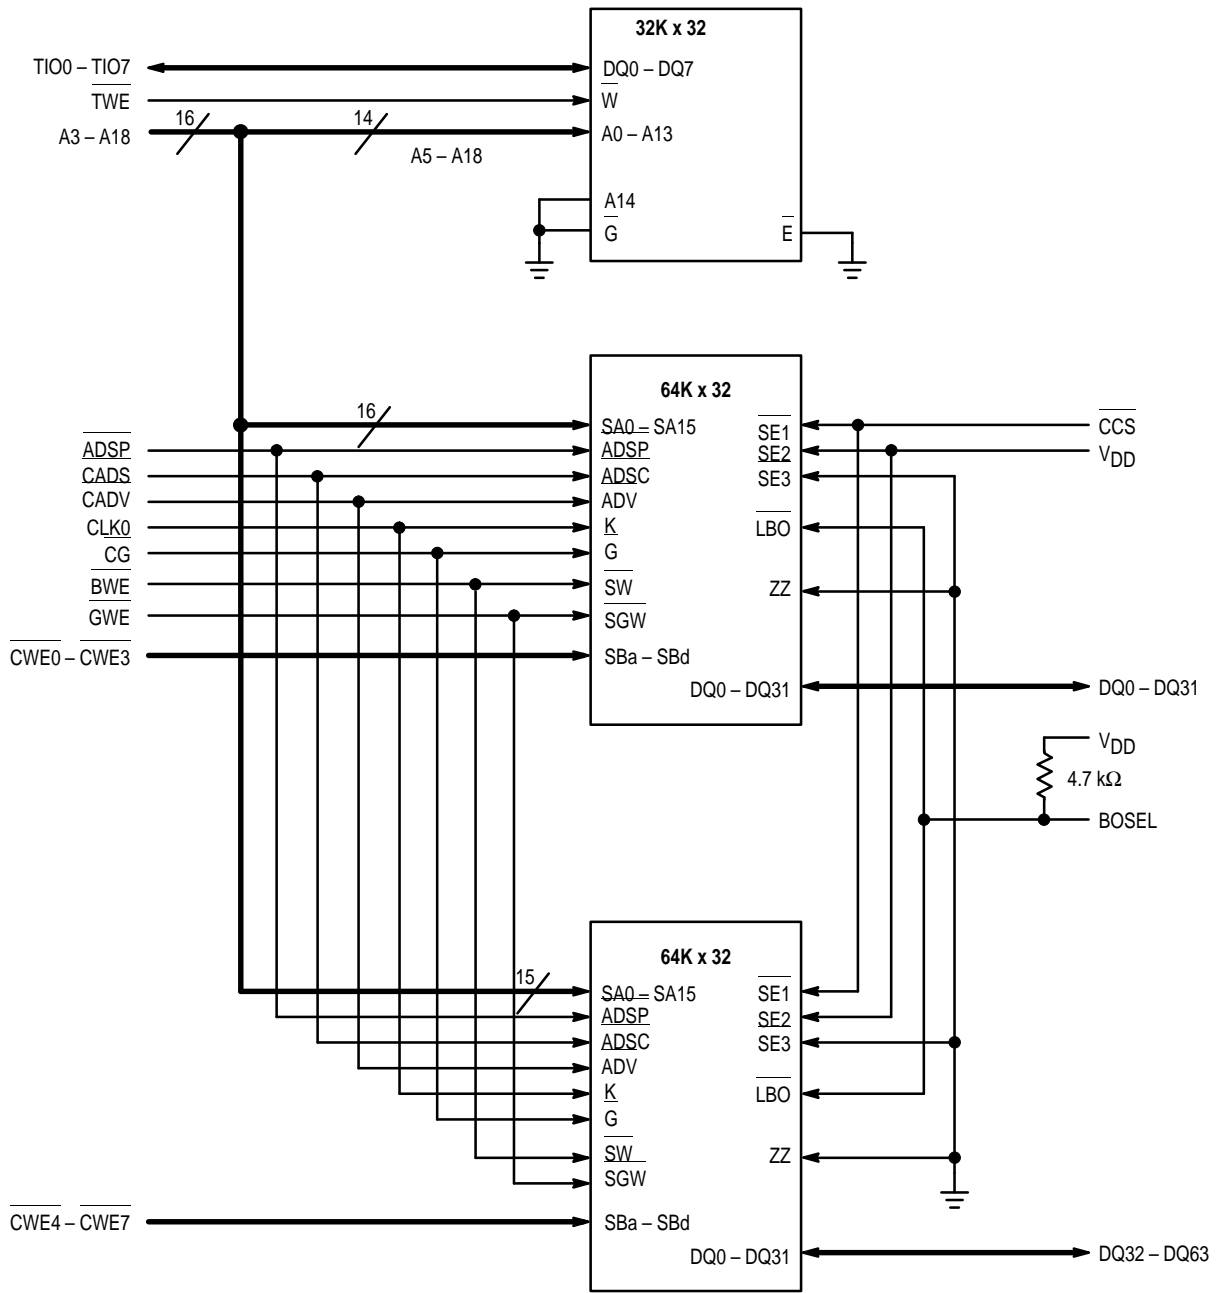 32K x 32
TIO0 – TIO7
DQ0 – DQ7
TWE
W
A3 – A18
16
14
A5 – A18
A0 – A13
A14
G
E
64K x 32
16
SA0 – SA15
SE1
CCS
ADSP
ADSP
SE2
VDD
CADS
ADSC
SE3
CADV
ADV
CLK0
K
LBO
CG
G
BWE
SW
ZZ
GWE
SGW
CWE0 – CWE3
SBa – SBd
DQ0 – DQ31
DQ0 – DQ31
VDD
4.7 kΩ
BOSEL
64K x 32
15
SA0 – SA15
SE1
ADSP
SE2
ADSC
SE3
ADV
K
LBO
G
SW
ZZ
SGW
CWE4 – CWE7
SBa – SBd
DQ0 – DQ31
DQ32 – DQ63